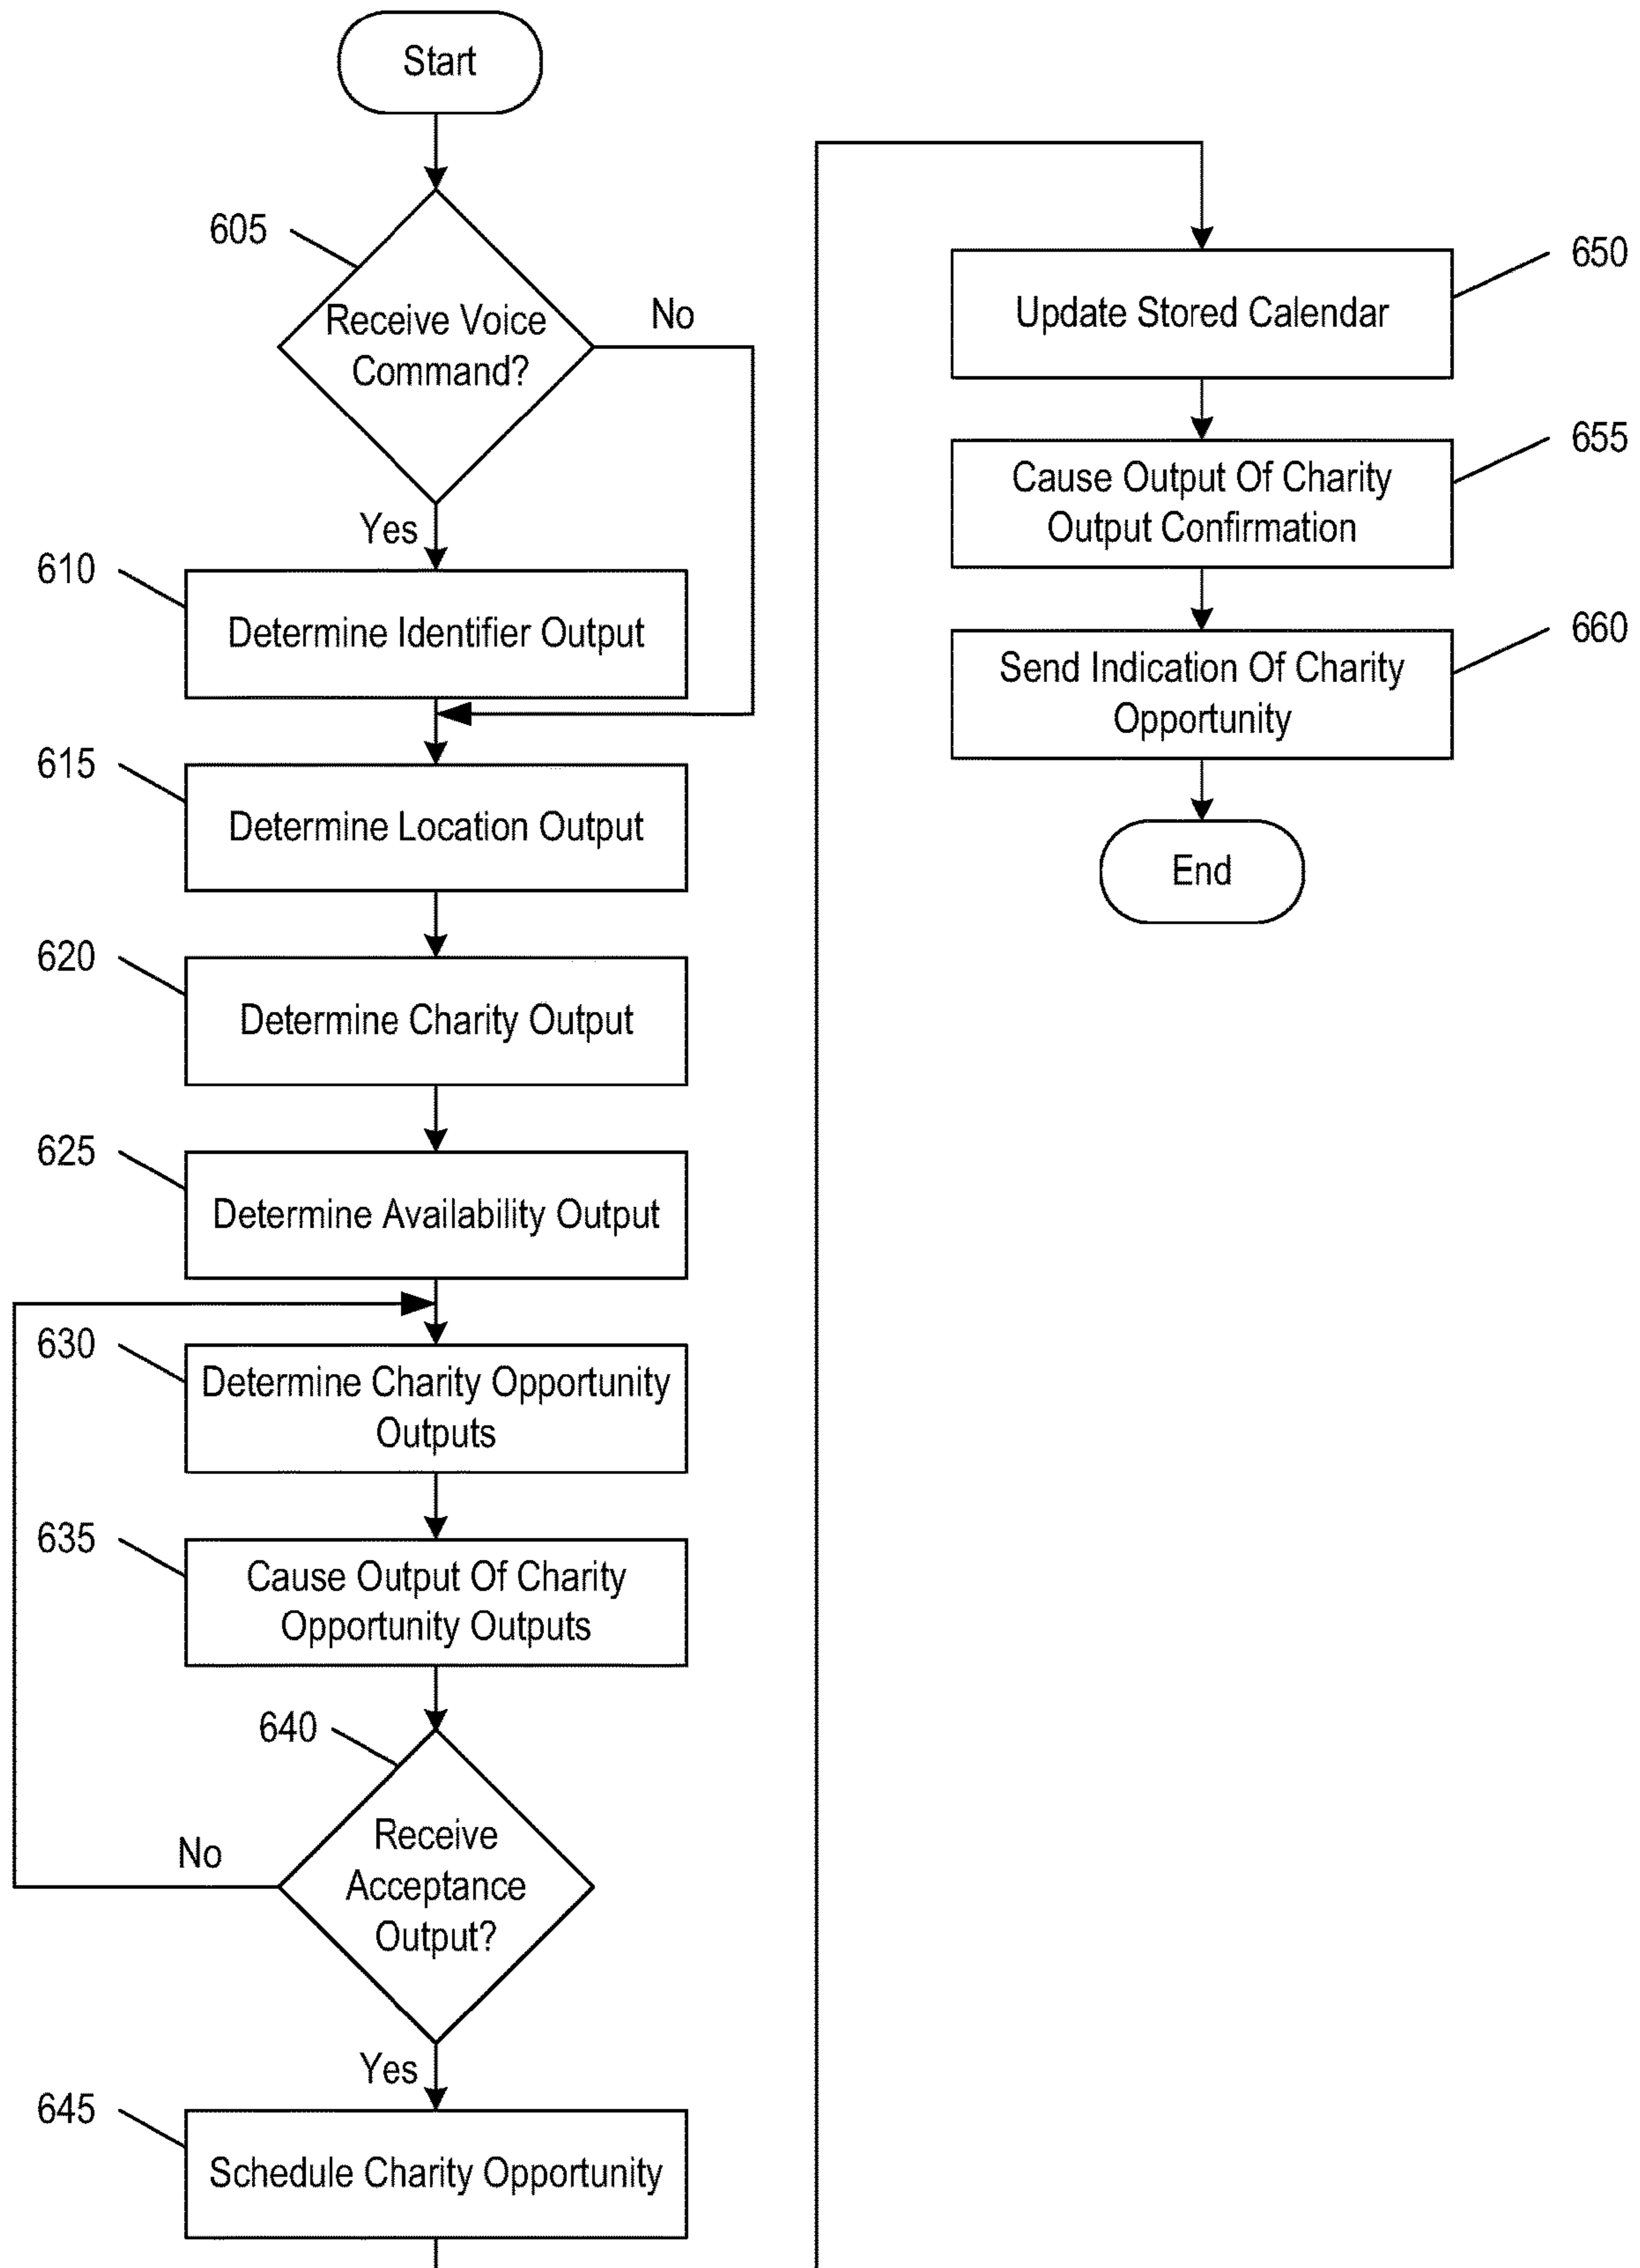 Start
605
Receive Voice
Command?
No
Yes
610
Determine Identifier Output
615
Determine Location Output
620
Determine Charity Output
625
Determine Availability Output
630
Determine Charity Opportunity
Outputs
635
Cause Output Of Charity
Opportunity Outputs
640
Receive
Acceptance
Output?
No
Yes
645
Schedule Charity Opportunity
650
Update Stored Calendar
655
Cause Output Of Charity
Output Confirmation
660
Send Indication Of Charity
Opportunity
End